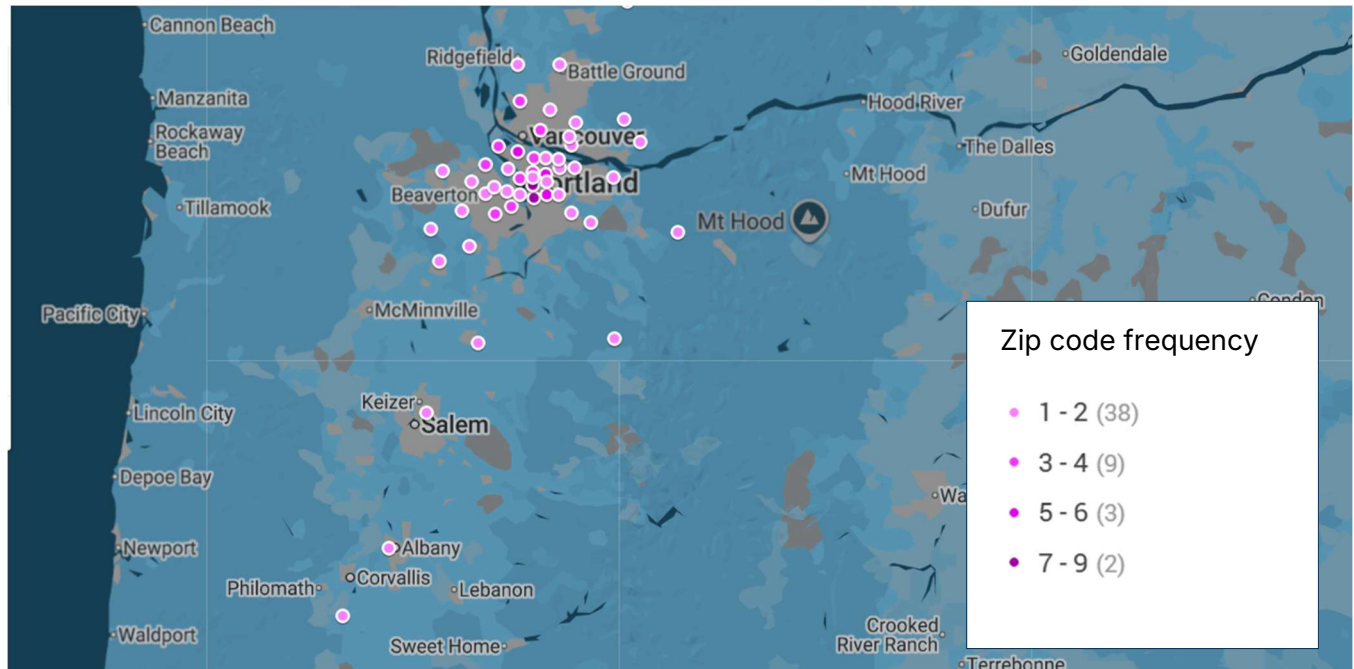 Cannon Beach
Ridgefield
Battle Ground
Goldendale
Manzanita
Hood River
Rockaway
Beach
Vancouver
The Dalles
Mt Hood
Beaverton
Tillamook
Mt Hood
Dufur
Pacific City
McMinnville
Zip code frequency
1 - 2 (38)
3 - 4 (9)
5 - 6 (3)
7 - 9 (2)
Keizer
Salem
Lincoln City
Depoe Bay
Newport
Albany
Corvallis
Philomath
Lebanon
Waldport
Sweet Home
Crooked
River Ranch
Terrebonne